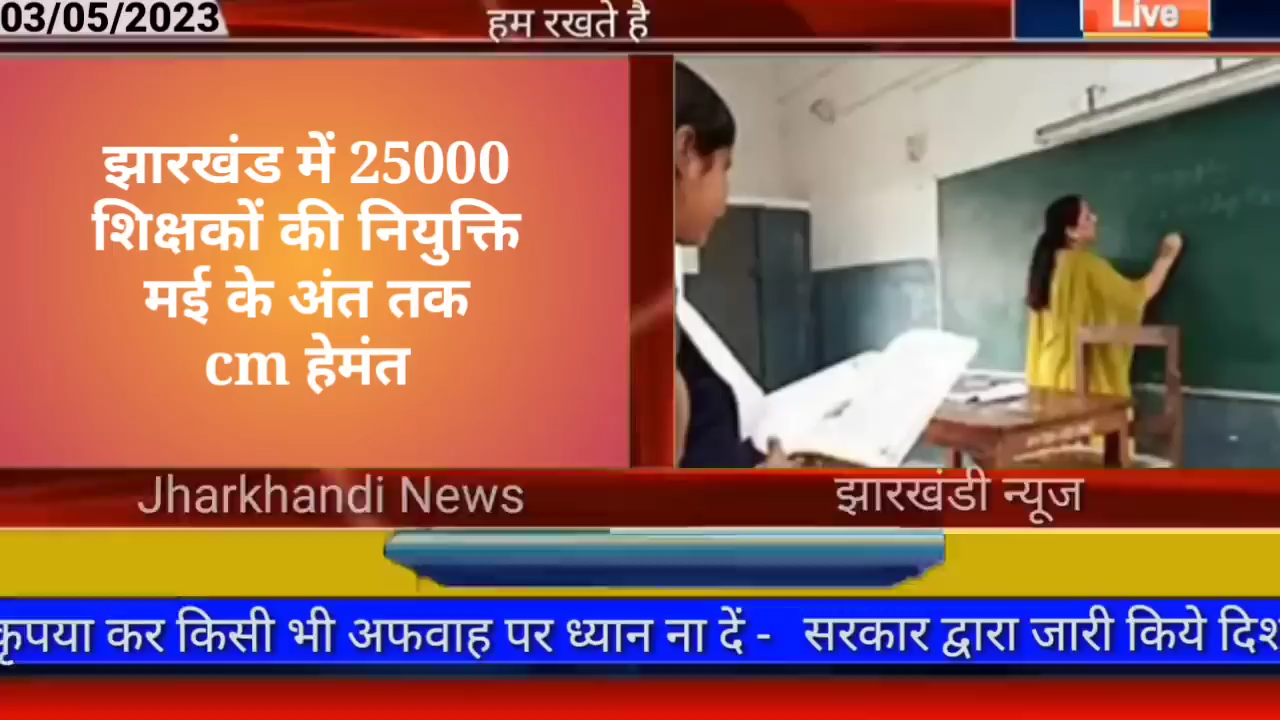 03/05/2023
हम रखते है
Live
झारखंड में 25000
शिक्षकों की नियुक्ति
मई के अंत तक
cm हेमंत
Jharkhandi News
झारखंडी न्यूज
कृपया कर किसी भी अफवाह पर ध्यान ना दें - सरकार द्वारा जारी किये